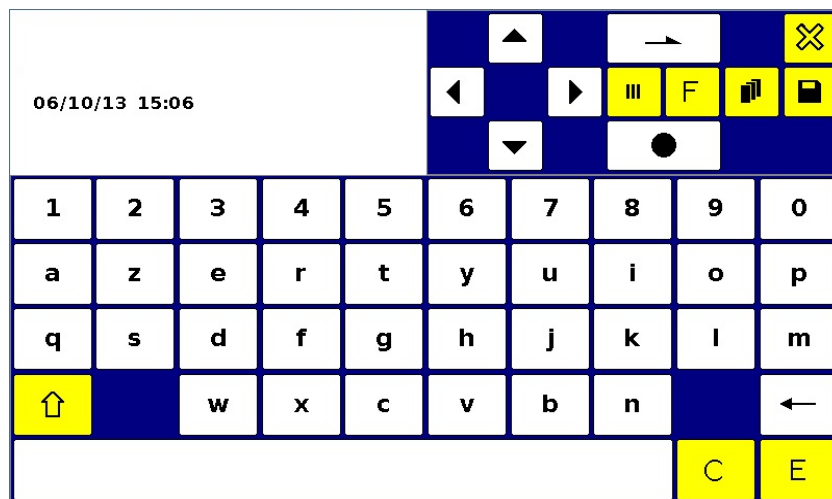 F
06/10/13 15:06
1 2 3 4 5 6 7 8 9 0
a z e r t y u i o p
q s d f g h j k l m
w x c v b n
C E